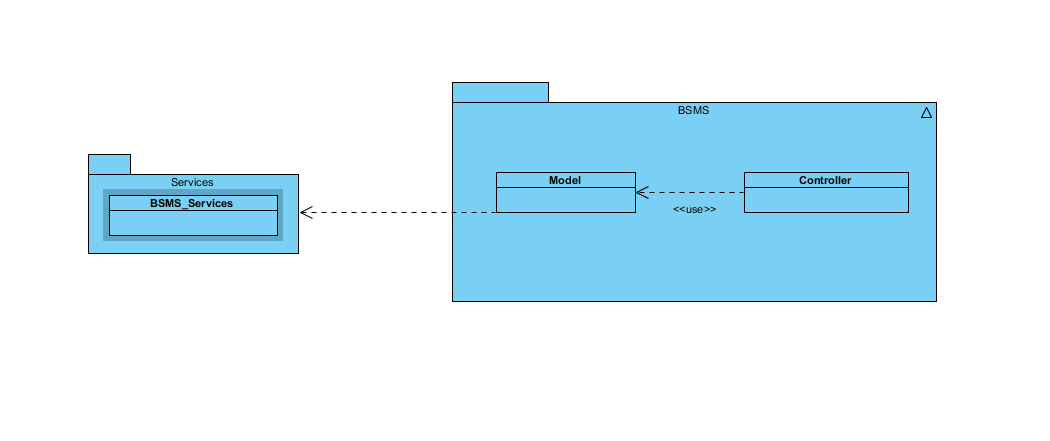 BSMS
Services
BSMS_Services
Model
Controller
<<use>>